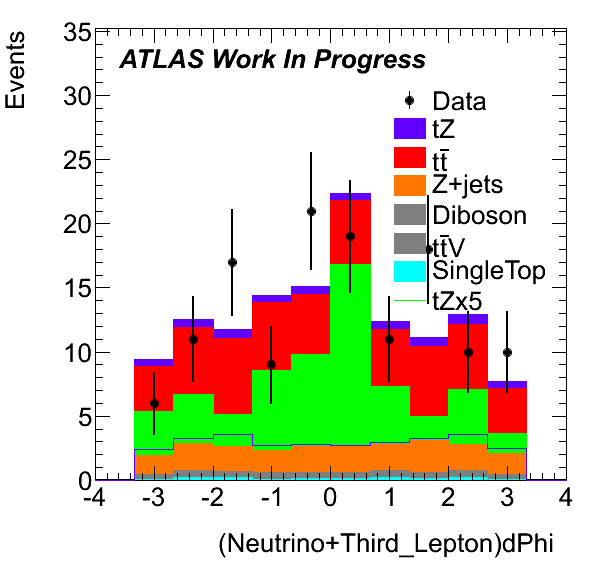 Events
ATLAS Work In Progress
Data
tZ
tt̄
Z+jets
Diboson
tt̄V
SingleTop
tZx5
35
30
25
20
15
10
5
0
-4 -3 -2 -1 0 1 2 3 4
(Neutrino+Third_Lepton)dPhi